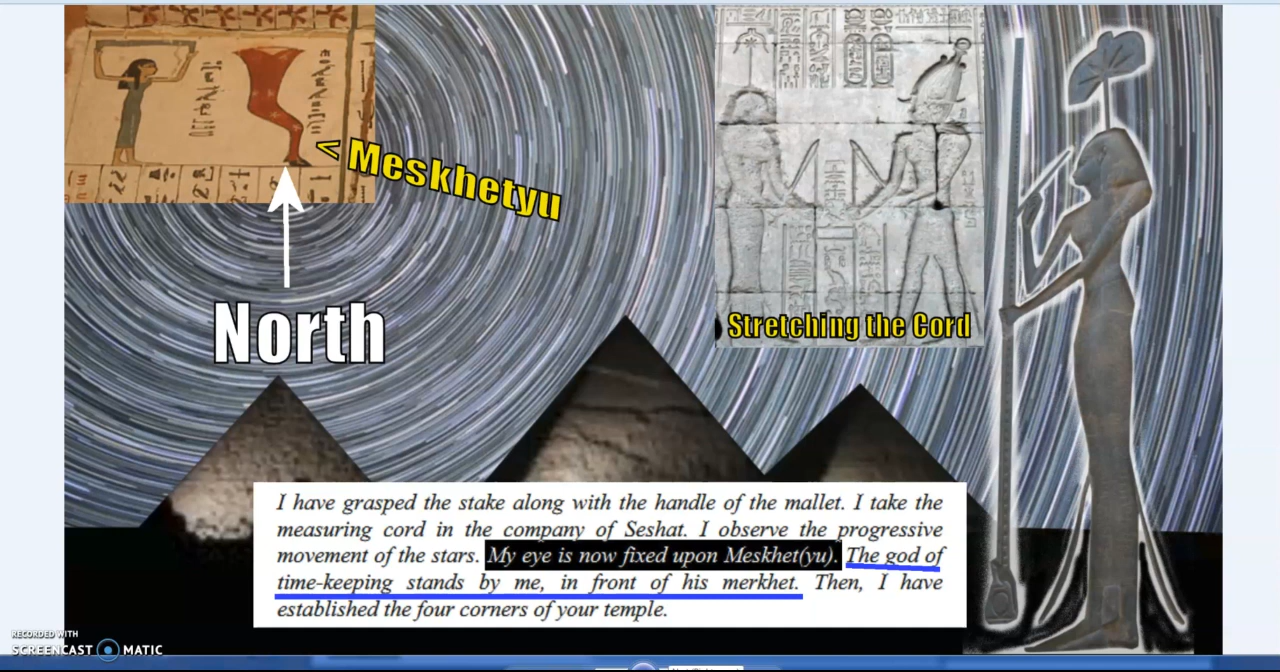 < Meskhetyu
North
Stretching the Cord
I have grasped the stake along with the handle of the mallet. I take the
measuring cord in the company of Seshat. I observe the progressive
movement of the stars. My eye is now fixed upon Meskhet(yu). The god of
time-keeping stands by me, in front of his merkhet. Then, I have
established the four corners of your temple.
RECORDED WITH
SCREENCAST MATIC